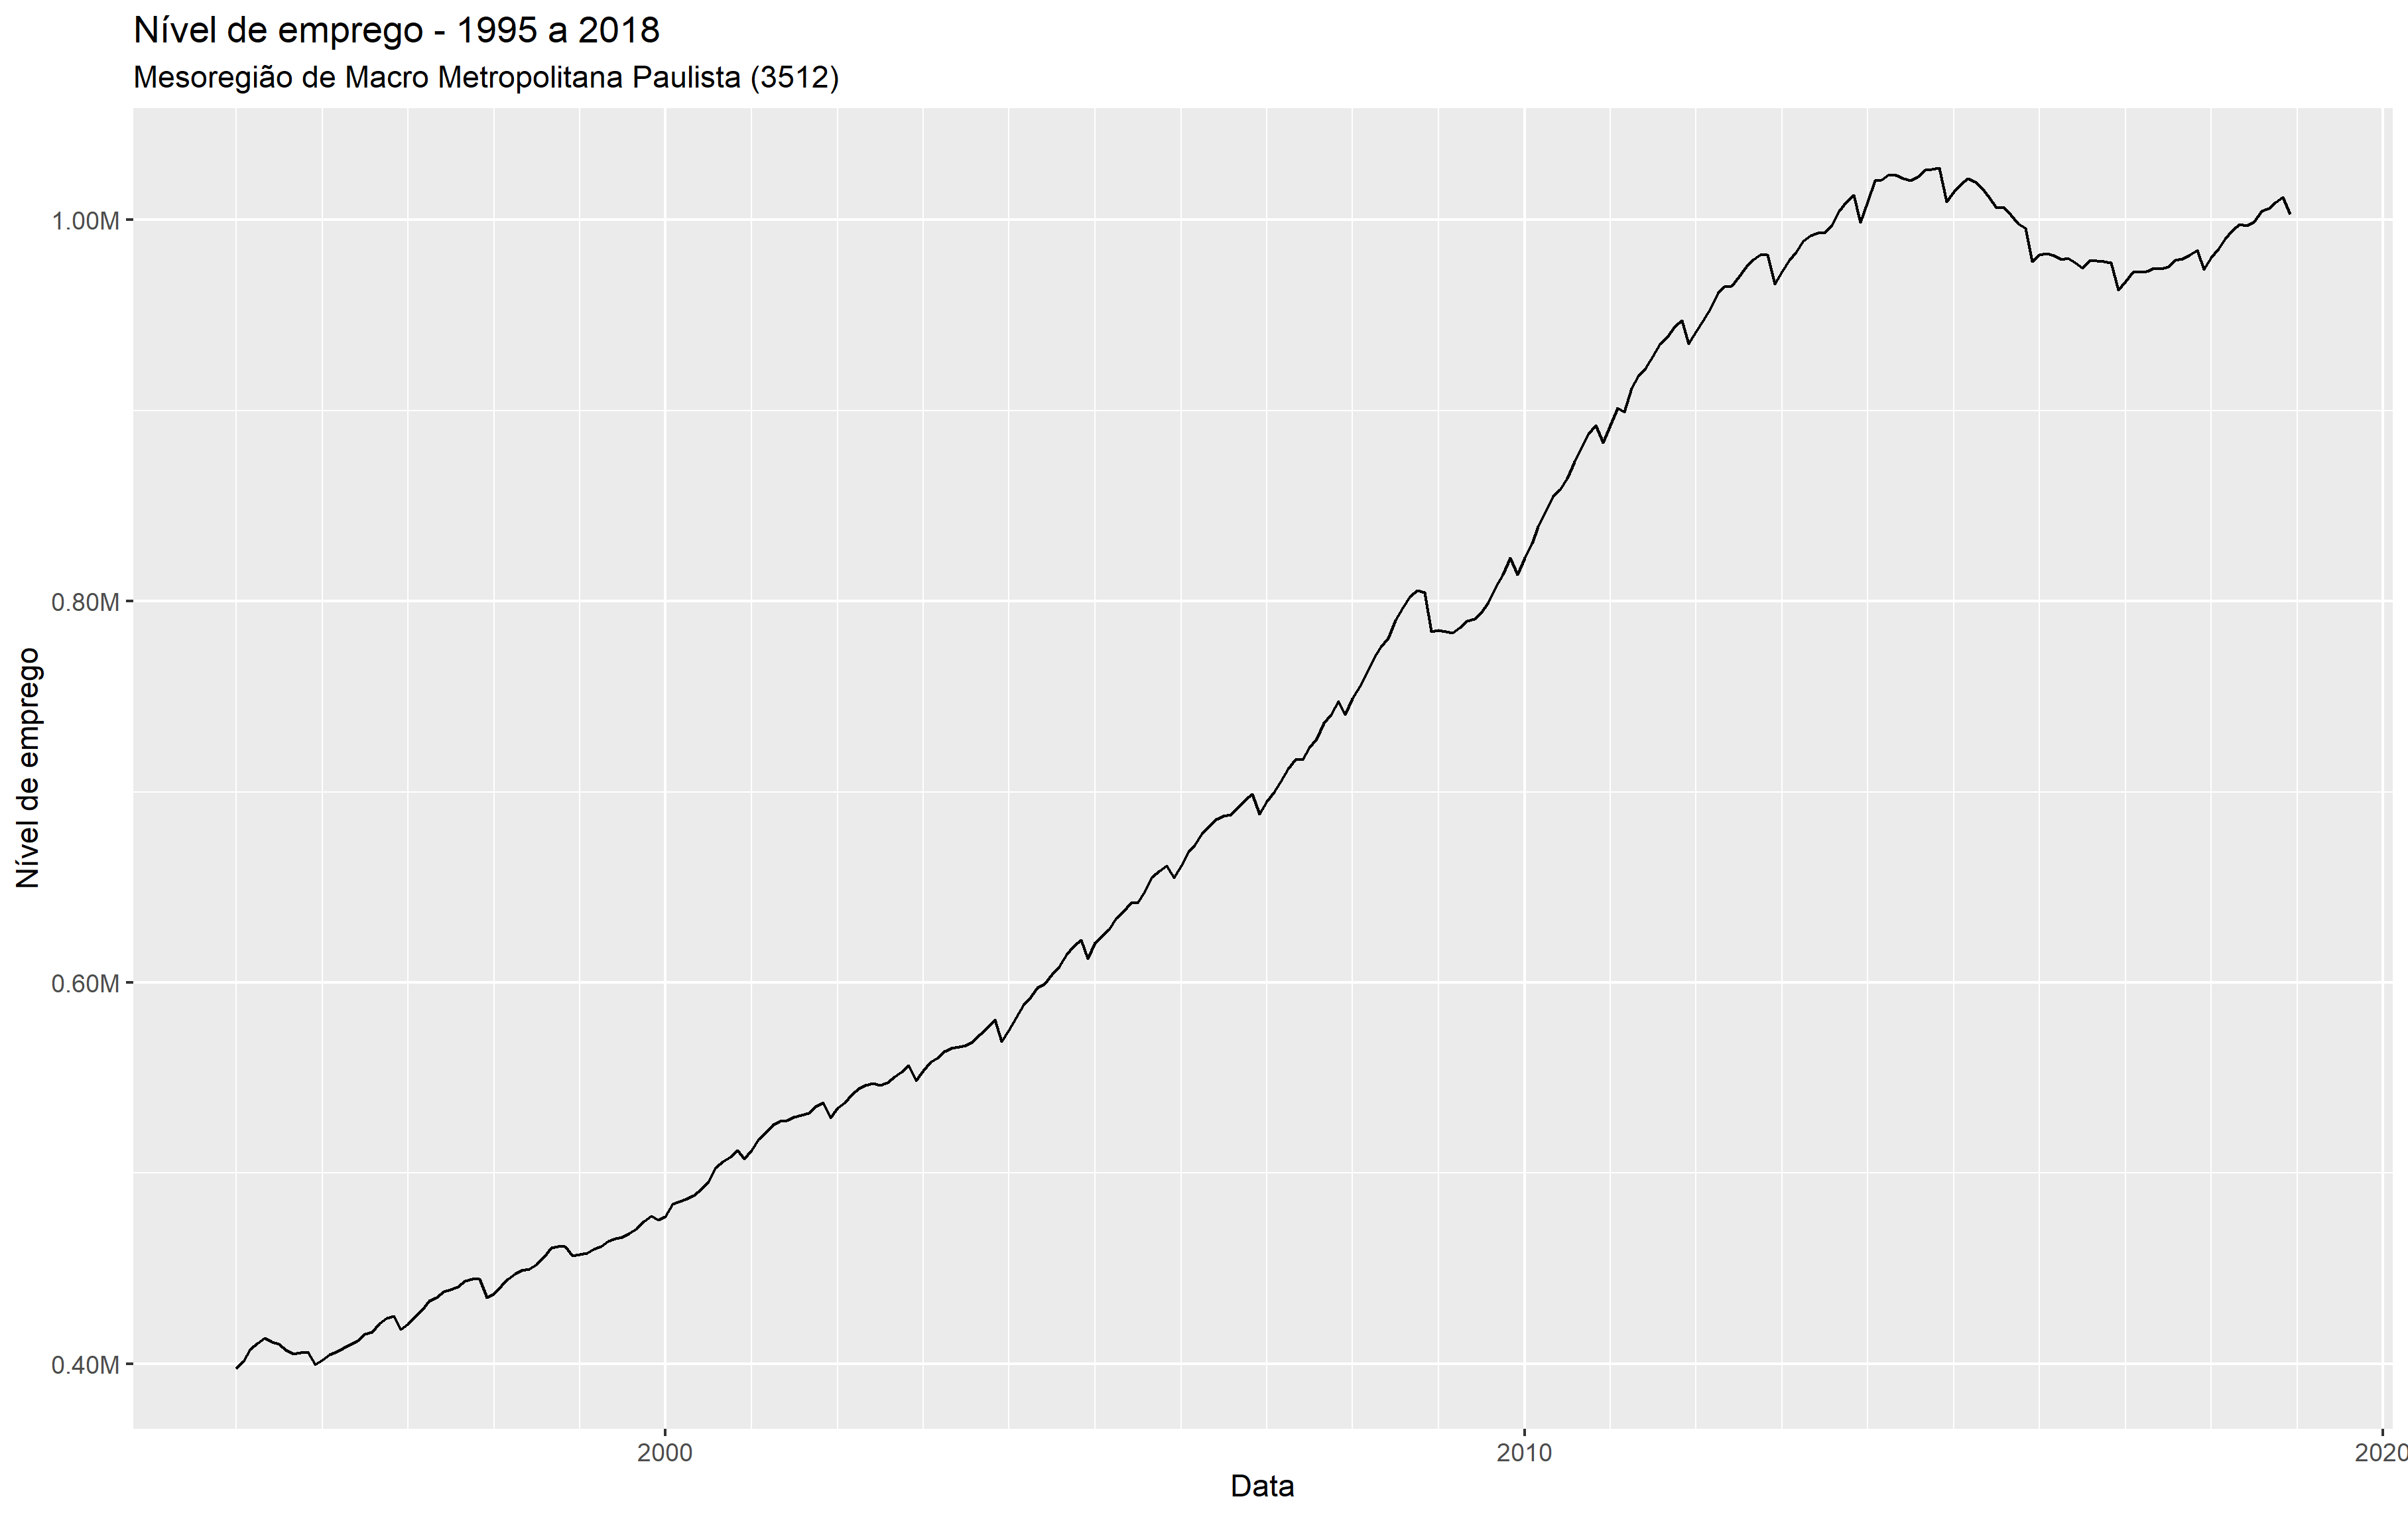 Nível de emprego - 1995 a 2018
Mesoregião de Macro Metropolitana Paulista (3512)
Nível de emprego
1.00M
0.80M
0.60M
0.40M
2000
2010
2020
Data